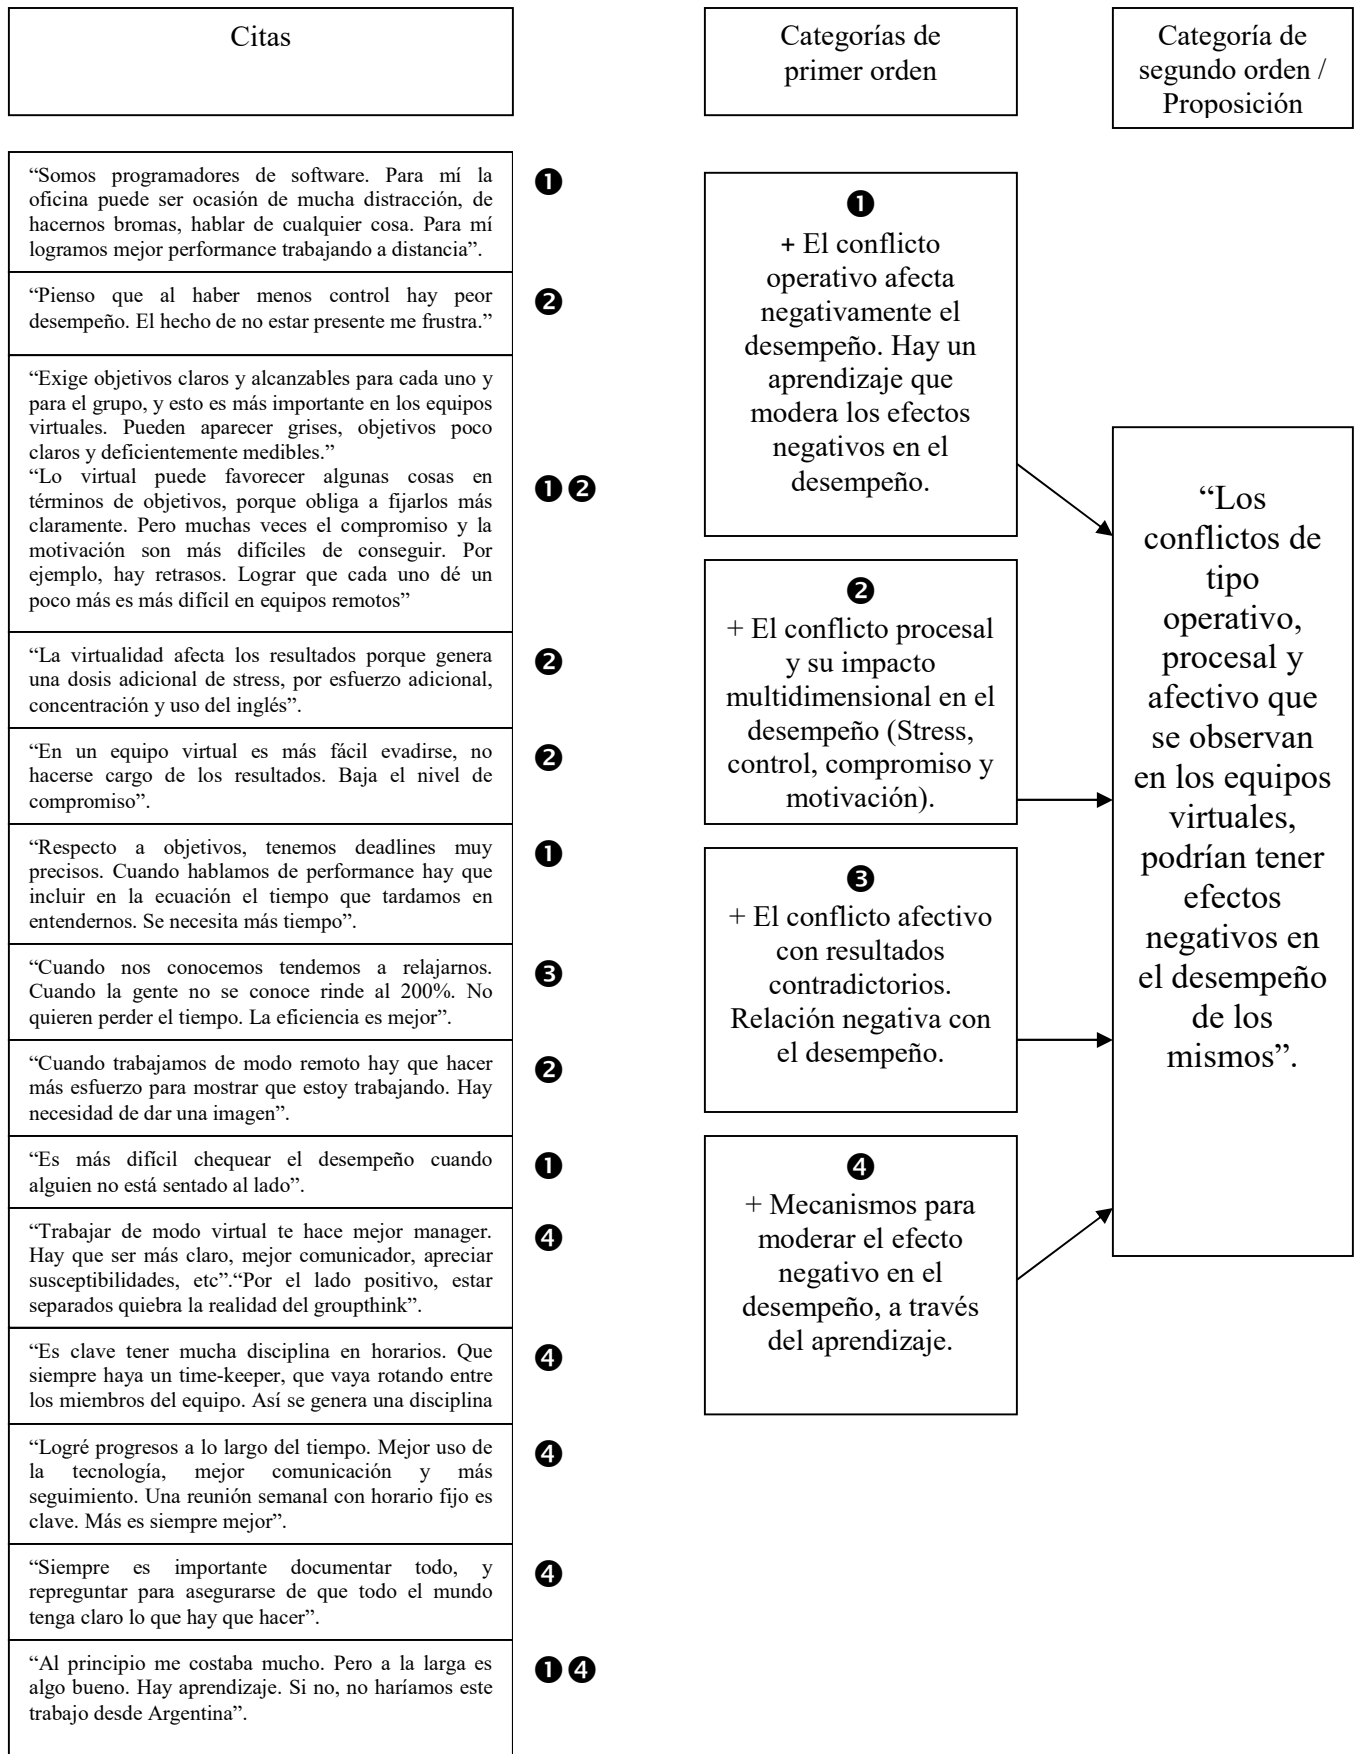 Citas
Categorías de
primer orden
Categoría de
segundo orden /
Proposición
“Somos programadores de software. Para mí la
oficina puede ser ocasión de mucha distracción, de
hacernos bromas, hablar de cualquier cosa. Para mí
logramos mejor performance trabajando a distancia”.
❶
“Pienso que al haber menos control hay peor
desempeño. El hecho de no estar presente me frustra.”
❷
“Exige objetivos claros y alcanzables para cada uno y
para el grupo, y esto es más importante en los equipos
virtuales. Pueden aparecer grises, objetivos poco
claros y deficientemente medibles.”
“Lo virtual puede favorecer algunas cosas en
términos de objetivos, porque obliga a fijarlos más
claramente. Pero muchas veces el compromiso y la
motivación son más difíciles de conseguir. Por
ejemplo, hay retrasos. Lograr que cada uno dé un
poco más es más difícil en equipos remotos”
❶❷
“La virtualidad afecta los resultados porque genera
una dosis adicional de stress, por esfuerzo adicional,
concentración y uso del inglés”.
❷
“En un equipo virtual es más fácil evadirse, no
hacerse cargo de los resultados. Baja el nivel de
compromiso”.
❷
“Respecto a objetivos, tenemos deadlines muy
precisos. Cuando hablamos de performance hay que
incluir en la ecuación el tiempo que tardamos en
entendernos. Se necesita más tiempo”.
❶
“Cuando nos conocemos tendemos a relajarnos.
Cuando la gente no se conoce rinde al 200%. No
quieren perder el tiempo. La eficiencia es mejor”.
❸
“Cuando trabajamos de modo remoto hay que hacer
más esfuerzo para mostrar que estoy trabajando. Hay
necesidad de dar una imagen”.
❷
“Es más difícil chequear el desempeño cuando
alguien no está sentado al lado”.
❶
“Trabajar de modo virtual te hace mejor manager.
Hay que ser más claro, mejor comunicador, apreciar
susceptibilidades, etc”.“Por el lado positivo, estar
separados quiebra la realidad del groupthink”.
❹
“Es clave tener mucha disciplina en horarios. Que
siempre haya un time-keeper, que vaya rotando entre
los miembros del equipo. Así se genera una disciplina
❹
“Logré progresos a lo largo del tiempo. Mejor uso de
la tecnología, mejor comunicación y más
seguimiento. Una reunión semanal con horario fijo es
clave. Más es siempre mejor”.
❹
“Siempre es importante documentar todo, y
repreguntar para asegurarse de que todo el mundo
tenga claro lo que hay que hacer”.
❹
“Al principio me costaba mucho. Pero a la larga es
algo bueno. Hay aprendizaje. Si no, no haríamos este
trabajo desde Argentina”.
❶❹
❶
+ El conflicto
operativo afecta
negativamente el
desempeño. Hay un
aprendizaje que
modera los efectos
negativos en el
desempeño.
❷
+ El conflicto procesal
y su impacto
multidimensional en el
desempeño (Stress,
control, compromiso y
motivación).
❸
+ El conflicto afectivo
con resultados
contradictorios.
Relación negativa con
el desempeño.
❹
+ Mecanismos para
moderar el efecto
negativo en el
desempeño, a través
del aprendizaje.
“Los
conflictos de
tipo
operativo,
procesal y
afectivo que
se observan
en los equipos
virtuales,
podrían tener
efectos
negativos en
el desempeño
de los
mismos”.